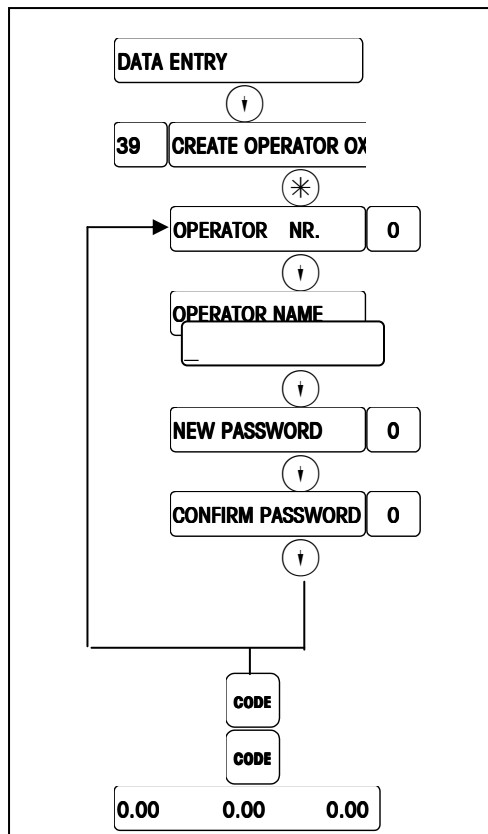 DATA ENTRY
39 CREATE OPERATOR OX
OPERATOR NR. 0
OPERATOR NAME
_
NEW PASSWORD 0
CONFIRM PASSWORD 0
CODE
CODE
0.00 0.00 0.00